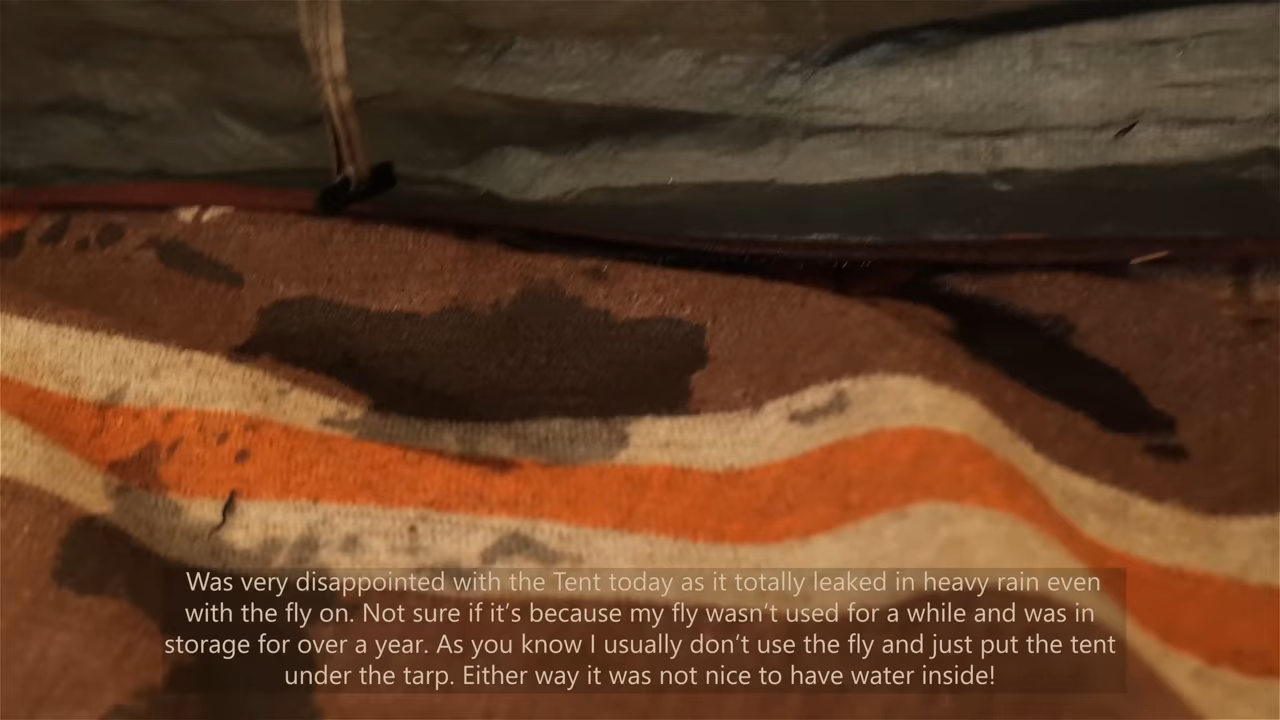 Was very disappointed with the Tent today as it totally leaked in heavy rain even
with the fly on. Not sure if it's because my fly wasn't used for a while and was in
storage for over a year. As you know I usually don't use the fly and just put the tent
under the tarp. Either way it was not nice to have water inside!